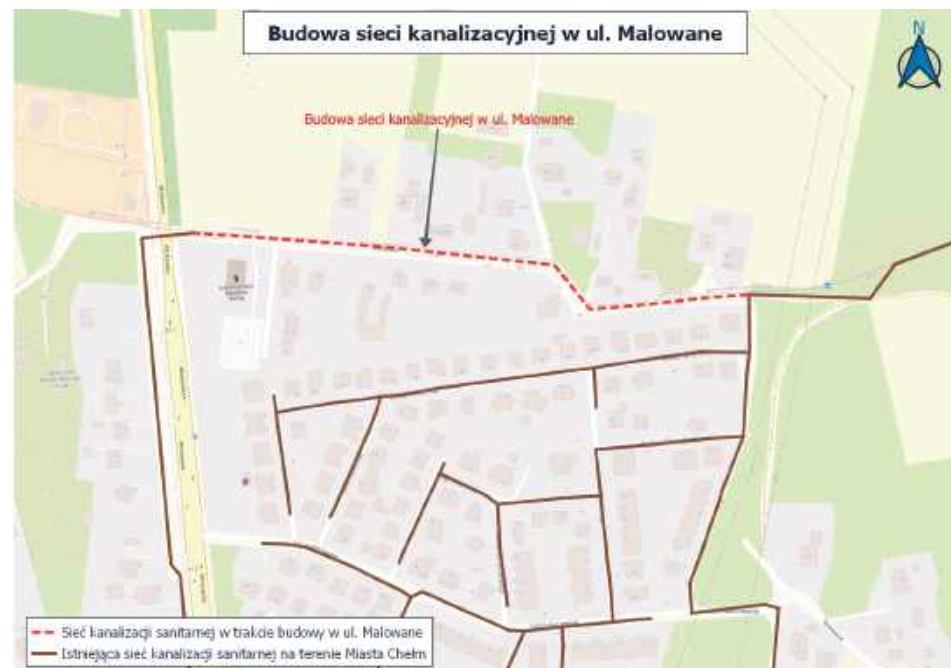 Budowa sieci kanalizacyjnej w ul. Malowane
N
Budowa sieci kanalizacyjnej w ul. Malowane
Sieć kanalizacji sanitarnej w trakcie budowy w ul. Malowane
Istniejąca sieć kanalizacji sanitarnej na terenie Miasta Chełm